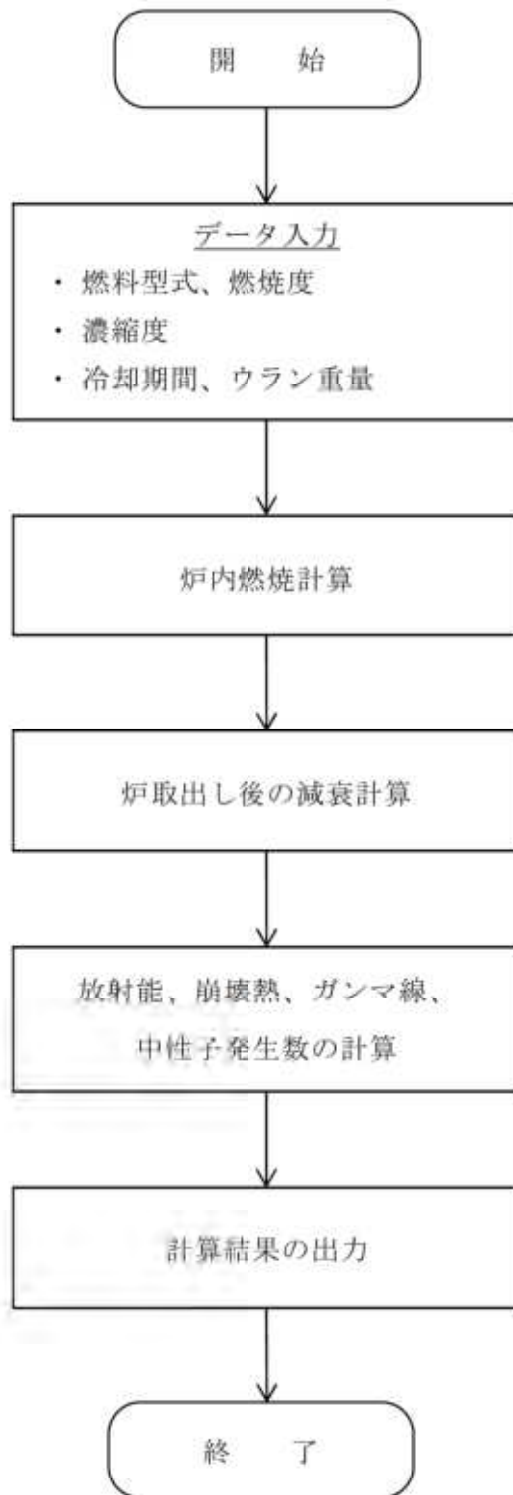 開　　始
データ入力
・ 燃料型式、燃焼度
・ 濃縮度
・ 冷却期間、ウラン重量
炉内燃焼計算
炉取出し後の減衰計算
放射能、崩壊熱、ガンマ線、
中性子発生数の計算
計算結果の出力
終　　了